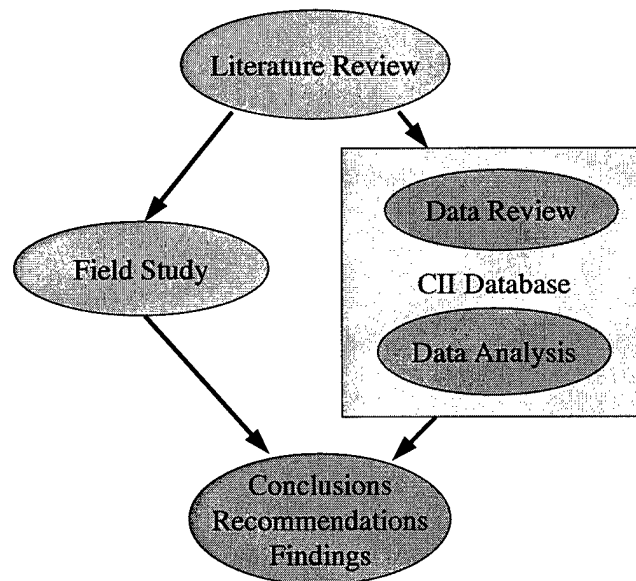 Literature Review
Field Study
Data Review
CII Database
Data Analysis
Conclusions
Recommendations
Findings